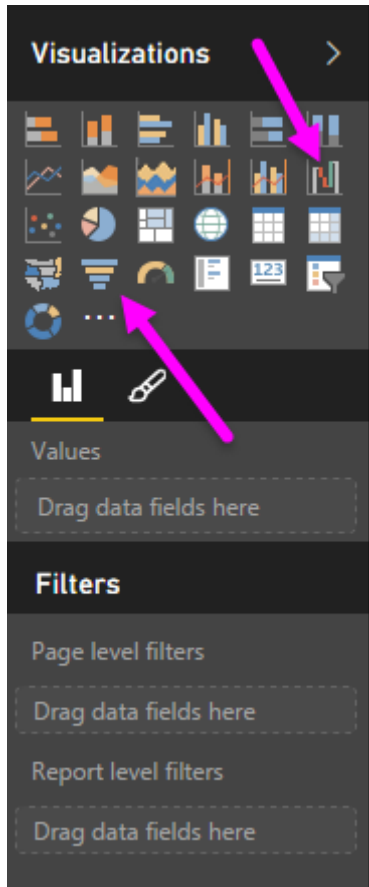 Visualizations
123
Values
Drag data fields here
Filters
Page level filters
Drag data fields here
Report level filters
Drag data fields here